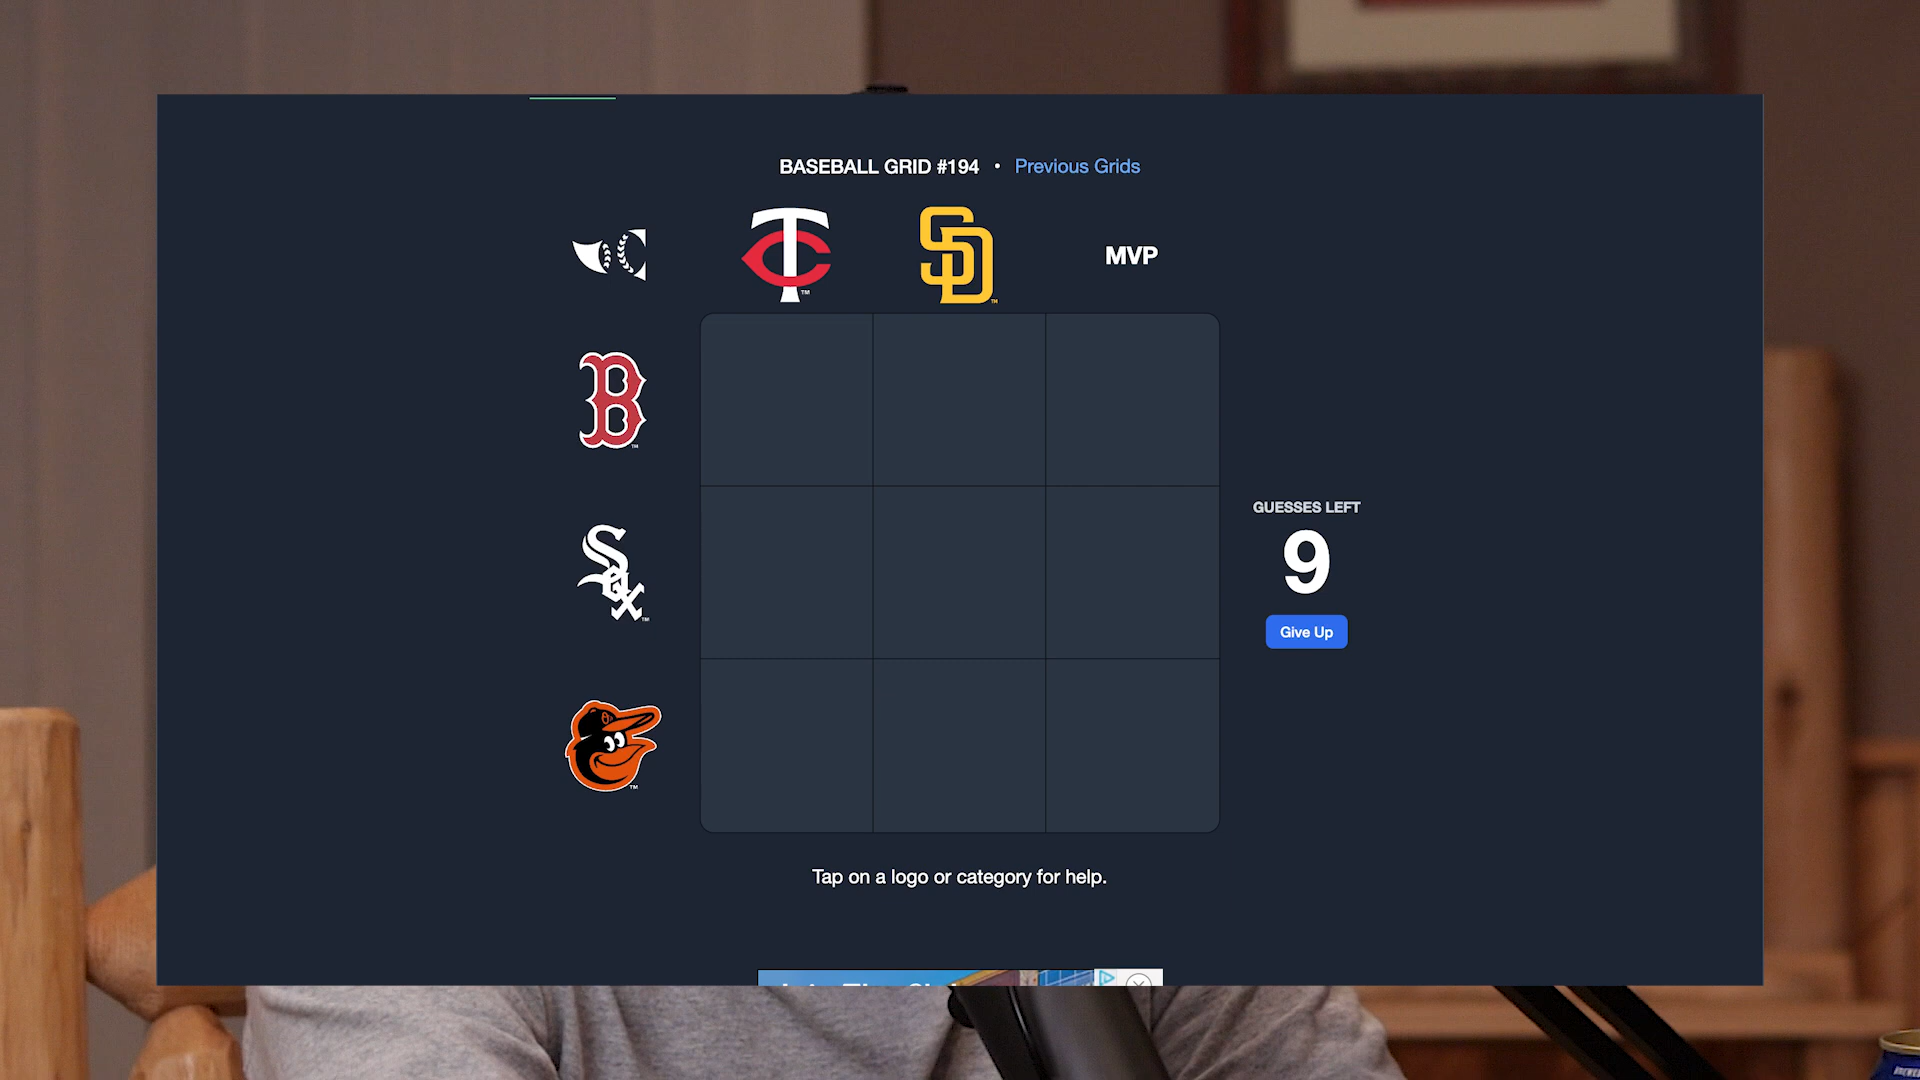 BASEBALL GRID #194 • Previous Grids
MVP
GUESSES LEFT
9
Give Up
Tap on a logo or category for help.